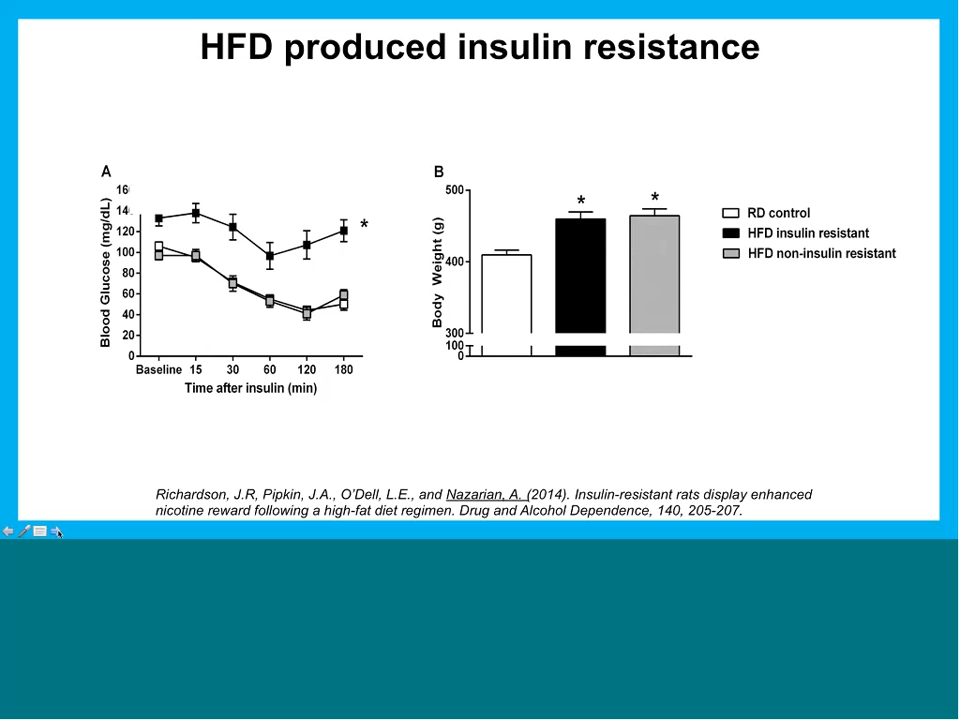 HFD produced insulin resistance
A
Blood Glucose (mg/dL)
16
14
120
100
80
60
40
20
0
*
Baseline 15 30 60 120 180
Time after insulin (min)
B
Body Weight (g)
500
400
300
100
0
* *
RD control
HFD insulin resistant
HFD non-insulin resistant
Richardson, J.R, Pipkin, J.A., O'Dell, L.E., and Nazarian, A. (2014). Insulin-resistant rats display enhanced
nicotine reward following a high-fat diet regimen. Drug and Alcohol Dependence, 140, 205-207.